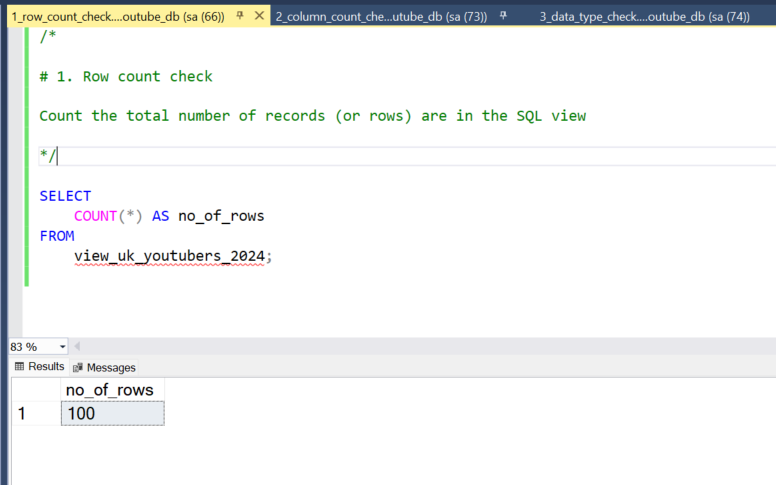 1_row_count_check....outube_db (sa (66)) 2_column_count_che...utube_db (sa (73)) 3_data_type_check....outube_db (sa (74))
/*
# 1. Row count check
Count the total number of records (or rows) are in the SQL view
*/
SELECT
COUNT(*) AS no_of_rows
FROM
view_uk_youtubers_2024;
83 %
Results Messages
no_of_rows
1 100